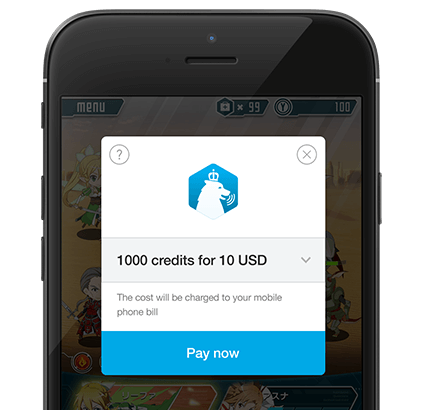 menu
× 99
100
?
1000 credits for 10 USD
The cost will be charged to your mobile
phone bill
Pay now